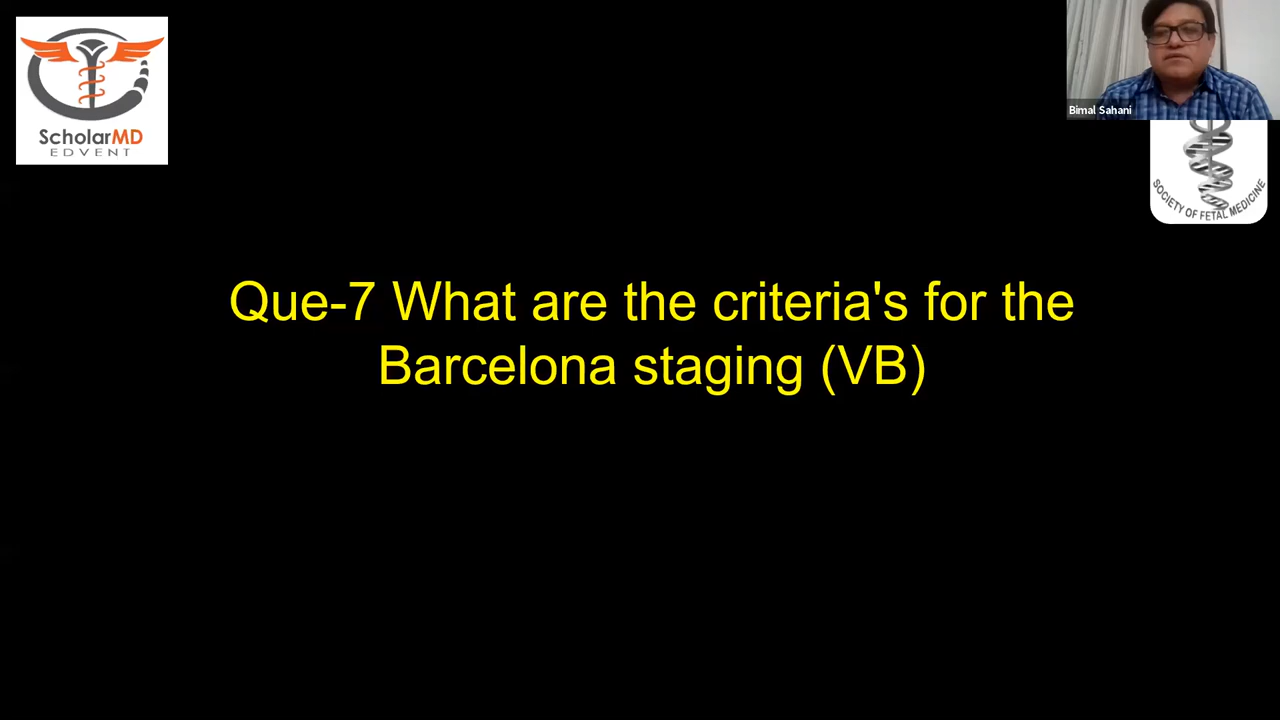 ScholarMD
EDVENT
Bimal Sahani
SOCIETY OF FETAL MEDICINE
Que-7 What are the criteria's for the
Barcelona staging (VB)